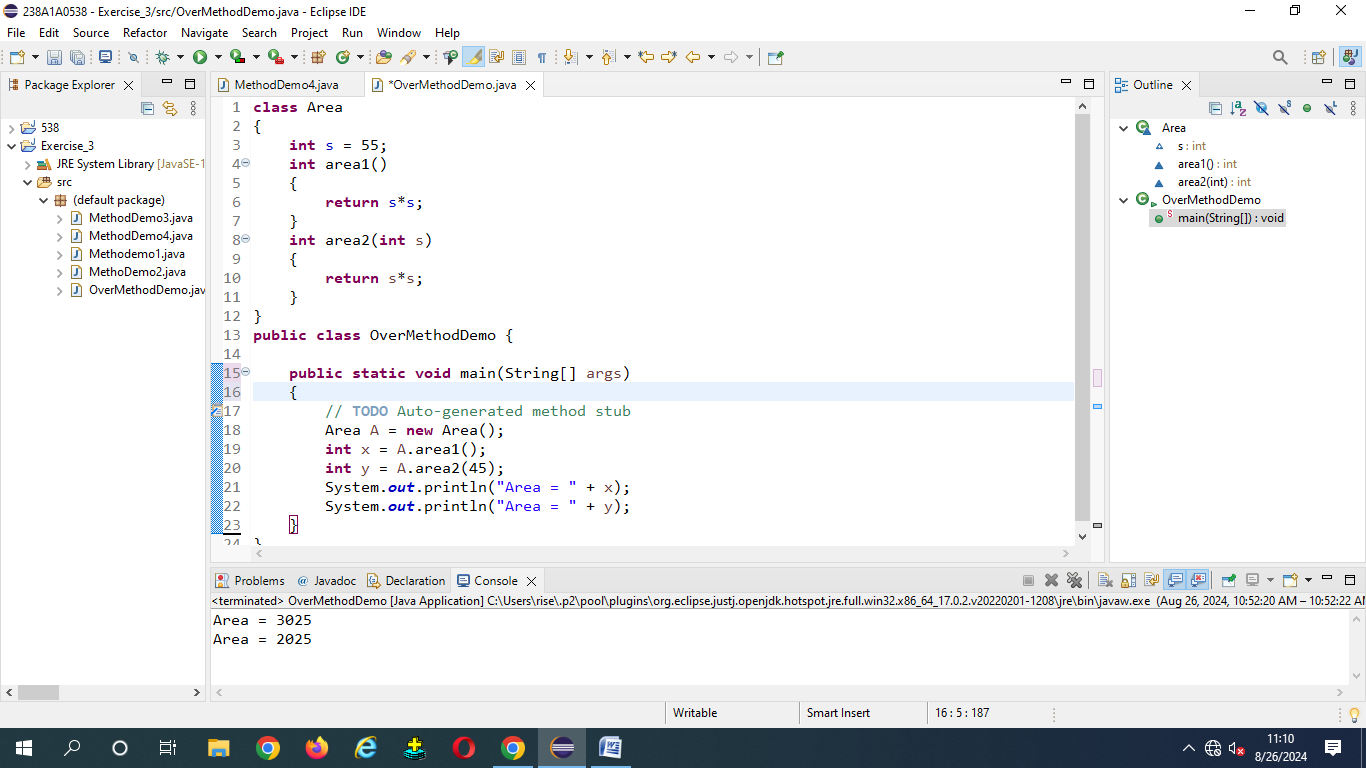 238A1A0538 - Exercise_3/src/OverMethodDemo.java - Eclipse IDE
File Edit Source Refactor Navigate Search Project Run Window Help
Package Explorer
538
Exercise_3
JRE System Library [JavaSE-1
src
(default package)
MethodDemo3.java
MethodDemo4.java
Methodemo1.java
MethoDemo2.java
OverMethodDemo.jav
MethodDemo4.java *OverMethodDemo.java
1 class Area
2 {
3 int s = 55;
4 int area1()
5 {
6 return s*s;
7 }
8 int area2(int s)
9 {
10 return s*s;
11 }
12 }
13 public class OverMethodDemo {
14
15 public static void main(String[] args)
16 {
17 // TODO Auto-generated method stub
18 Area A = new Area();
19 int x = A.area1();
20 int y = A.area2(45);
21 System.out.println("Area = " + x);
22 System.out.println("Area = " + y);
23 }
24 }
Outline
Area
s : int
area1() : int
area2(int) : int
OverMethodDemo
main(String[]) : void
Problems @ Javadoc Declaration Console
<terminated> OverMethodDemo [Java Application] C:\Users\rise\.p2\pool\plugins\org.eclipse.justj.openjdk.hotspot.jre.full.win32.x86_64_17.0.2.v20220201-1208\jre\bin\javaw.exe (Aug 26, 2024, 10:52:20 AM – 10:52:22 AM
Area = 3025
Area = 2025
Writable Smart Insert 16 : 5 : 187
11:10
8/26/2024